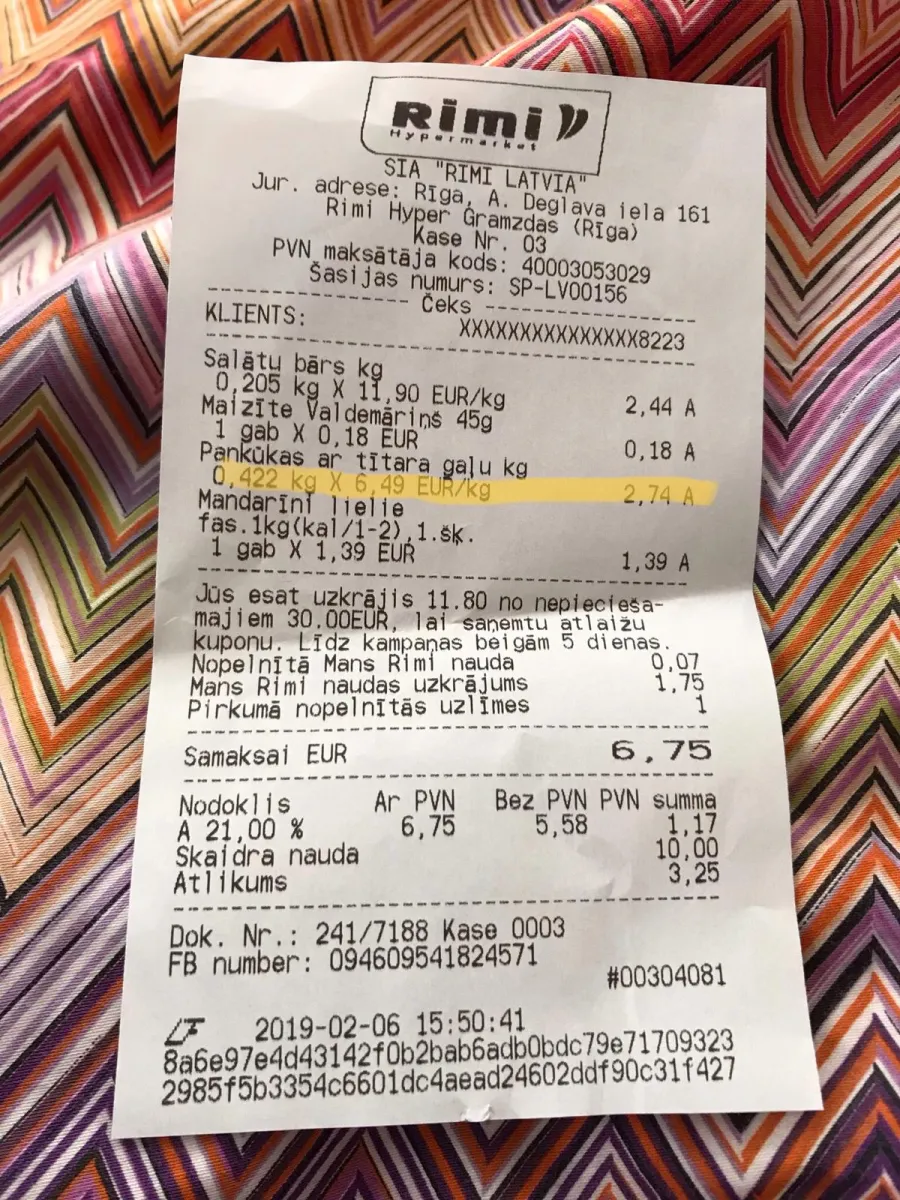 Rimi
Hypermarket
SIA "RIMI LATVIA"
Jur. adrese: Rīga, A. Deglava iela 161
Rimi Hyper Gramzdas (Rīga)
Kase Nr. 03
PVN maksātāja kods: 40003053029
Šasijas numurs: SP-LV00156
Čeks
KLIENTS: XXXXXXXXXXXXXXX8223
Salātu bārs kg
0,205 kg X 11,90 EUR/kg 2,44 A
Maizīte Valdemāriņš 45g
1 gab X 0,18 EUR 0,18 A
Pankūkas ar tītara gaļu kg
0,422 kg X 6,49 EUR/kg 2,74 A
Mandarīni lielie
fas.1kg(kal/1-2),1.šķ.
1 gab X 1,39 EUR 1,39 A
Jūs esat uzkrājis 11.80 no nepiecieša-
majiem 30.00EUR, lai saņemtu atlaižu
kuponu. Līdz kampaņas beigām 5 dienas.
Nopelnītā Mans Rimi nauda 0,07
Mans Rimi naudas uzkrājums 1,75
Pirkumā nopelnītās uzlīmes 1
Samaksai EUR 6,75
Nodoklis Ar PVN Bez PVN PVN summa
A 21,00 % 6,75 5,58 1,17
Skaidra nauda 10,00
Atlikums 3,25
Dok. Nr.: 241/7188 Kase 0003
FB number: 094609541824571
#00304081
2019-02-06 15:50:41
8a6e97e4d43142f0b2bab6adb0bdc79e71709323
2985f5b3354c6601dc4aead24602ddf90c31f427